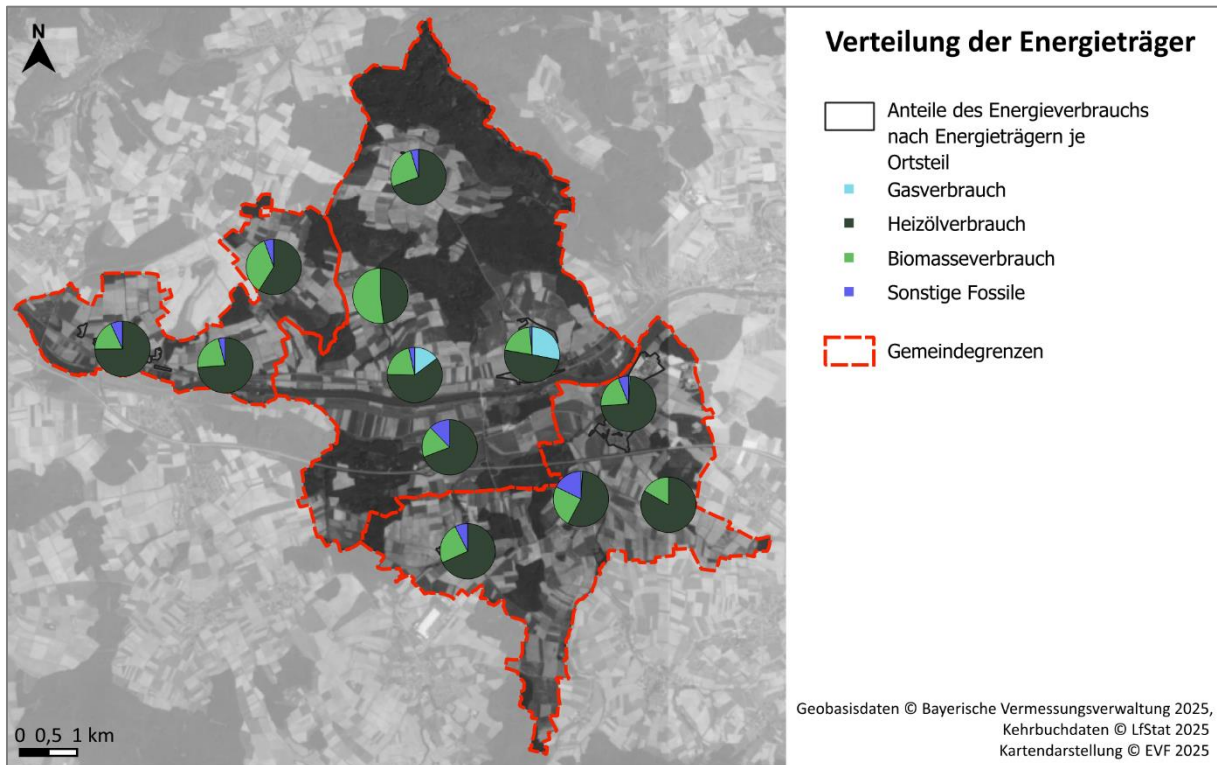 N
Verteilung der Energieträger
Anteile des Energieverbrauchs
nach Energieträgern je
Ortsteil
Gasverbrauch
Heizölverbrauch
Biomasseverbrauch
Sonstige Fossile
Gemeindegrenzen
0 0,5 1 km
Geobasisdaten © Bayerische Vermessungsverwaltung 2025,
Kehrbuchdaten © LfStat 2025
Kartendarstellung © EVF 2025